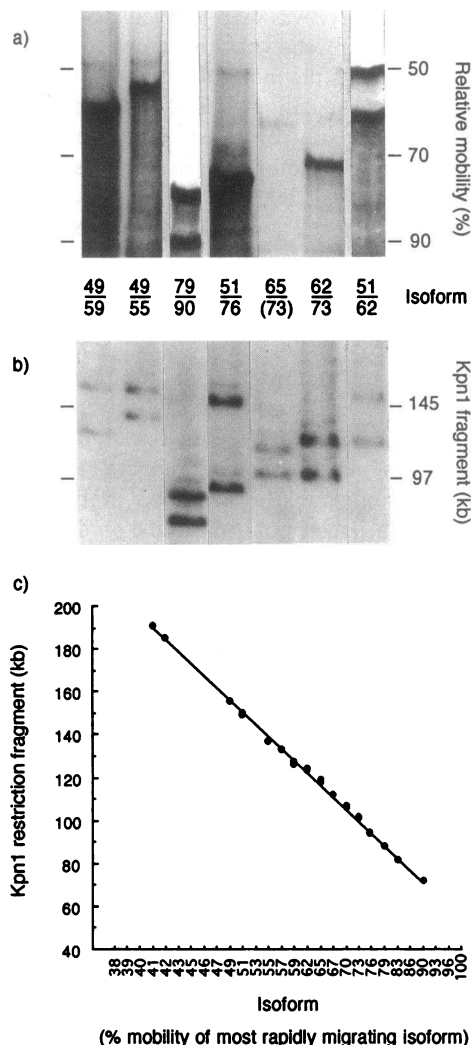 a)
50
70
90
Relative mobility (%)
49 49 79 51 65 62 51
59 55 90 76 (73) 73 62
Isoform
b)
145
97
Kpn1 fragment (kb)
c)
200
180
160
140
120
100
80
60
40
Kpn1 restriction fragment (kb)
38 39 40 41 42 43 45 46 47 49 51 53 55 57 59 62 65 67 70 73 76 79 83 86 90 93 96 100
Isoform
(% mobility of most rapidly migrating isoform)